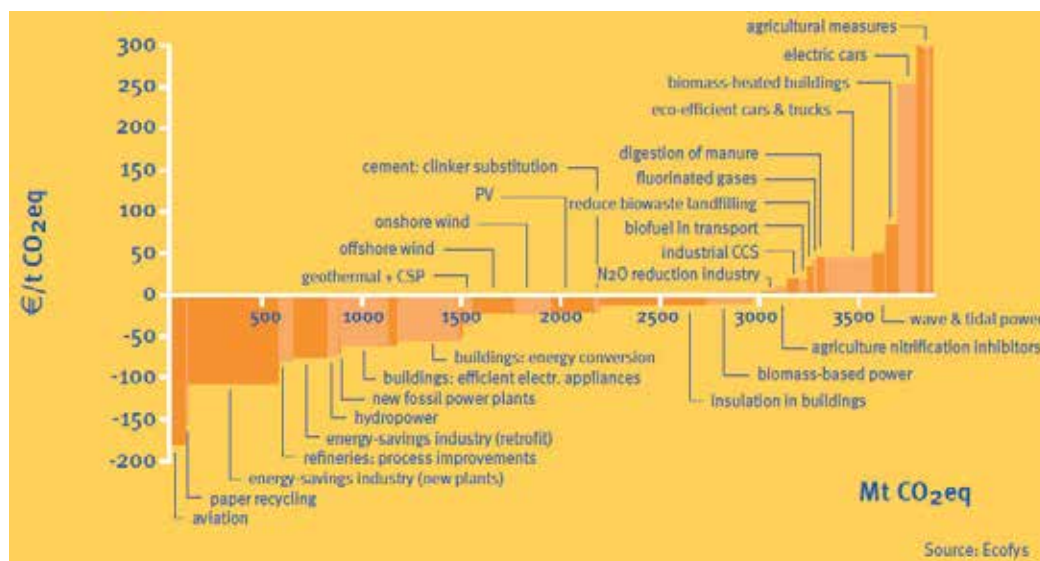 agricultural measures
300
electric cars
250
biomass-heated buildings
eco-efficient cars & trucks
200
digestion of manure
150
cement: clinker substitution
fluorinated gases
PV
reduce biowaste landfilling
100
onshore wind
biofuel in transport
offshore wind
industrial CCS
50
geothermal + CSP
N2O reduction industry
0
€/t CO2eq
500 1000 1500 2000 2500 3000 3500
wave & tidal power
-50
agriculture nitrification inhibitors
buildings: energy conversion
biomass-based power
buildings: efficient electr. appliances
-100
new fossil power plants
insulation in buildings
hydropower
-150
energy-savings industry (retrofit)
refineries: process improvements
-200
energy-savings industry (new plants)
Mt CO2eq
paper recycling
aviation
Source: Ecofys